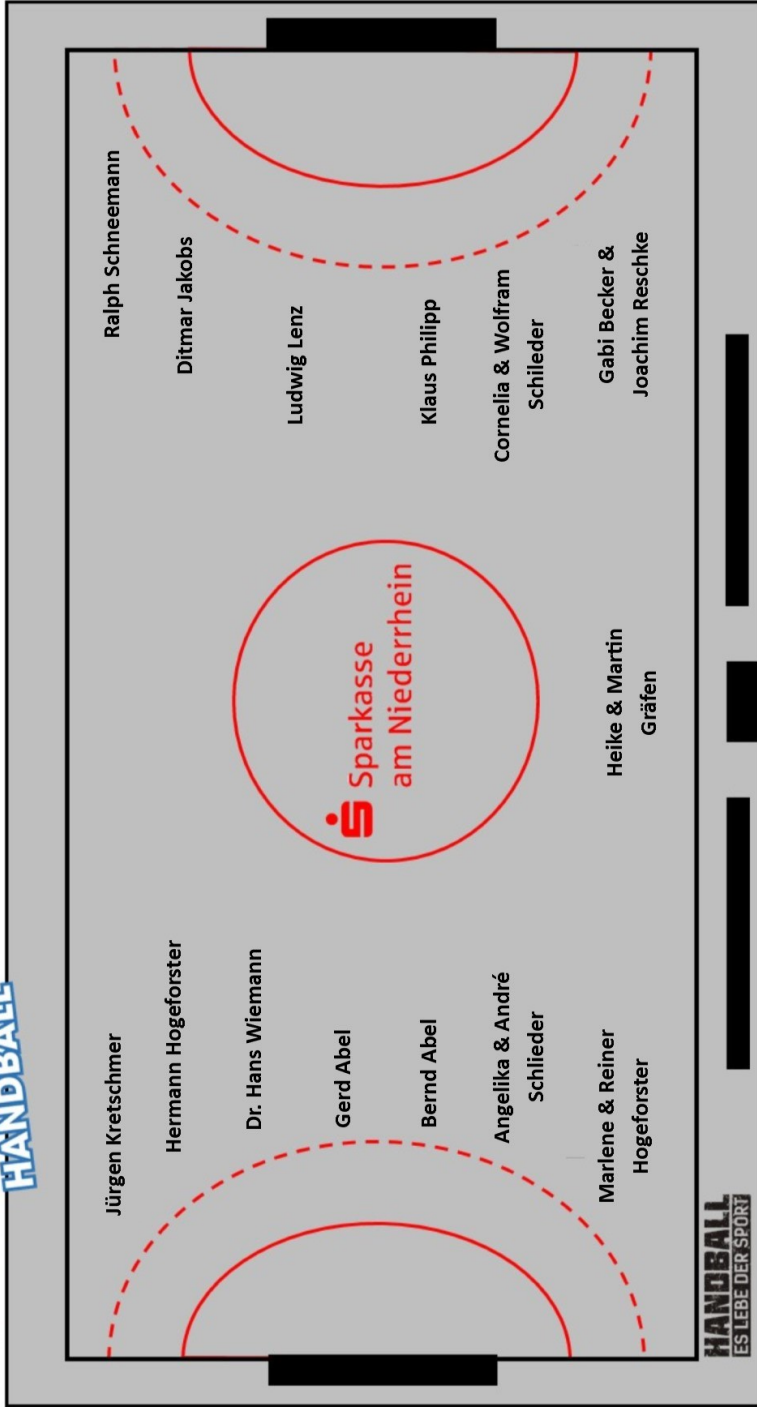 HANDBALL
Jürgen Kretschmer
Hermann Hogeforster
Dr. Hans Wiemann
Gerd Abel
Bernd Abel
Angelika & André
Schlieder
Marlene & Reiner
Hogeforster
Sparkasse
am Niederrhein
Heike & Martin
Gräfen
Ralph Schneemann
Ditmar Jakobs
Ludwig Lenz
Klaus Philipp
Cornelia & Wolfram
Schileder
Gabi Becker &
Joachim Reschke
HANDBALL
ES LEBE DER SPORT